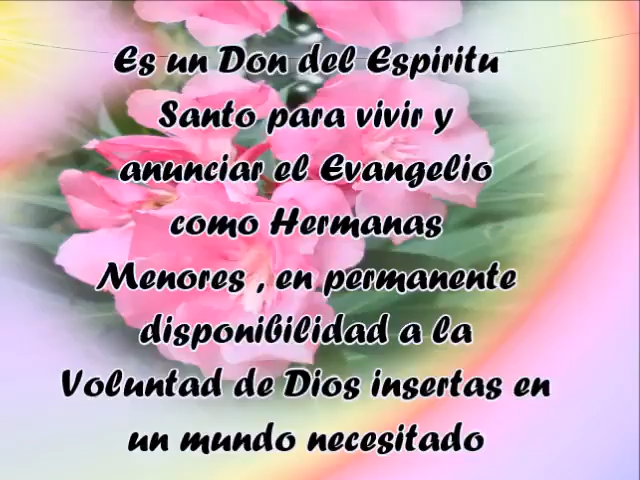 Es un Don del Espiritu
Santo para vivir y
anunciar el Evangelio
como Hermanas
Menores , en permanente
disponibilidad a la
Voluntad de Dios insertas en
un mundo necesitado